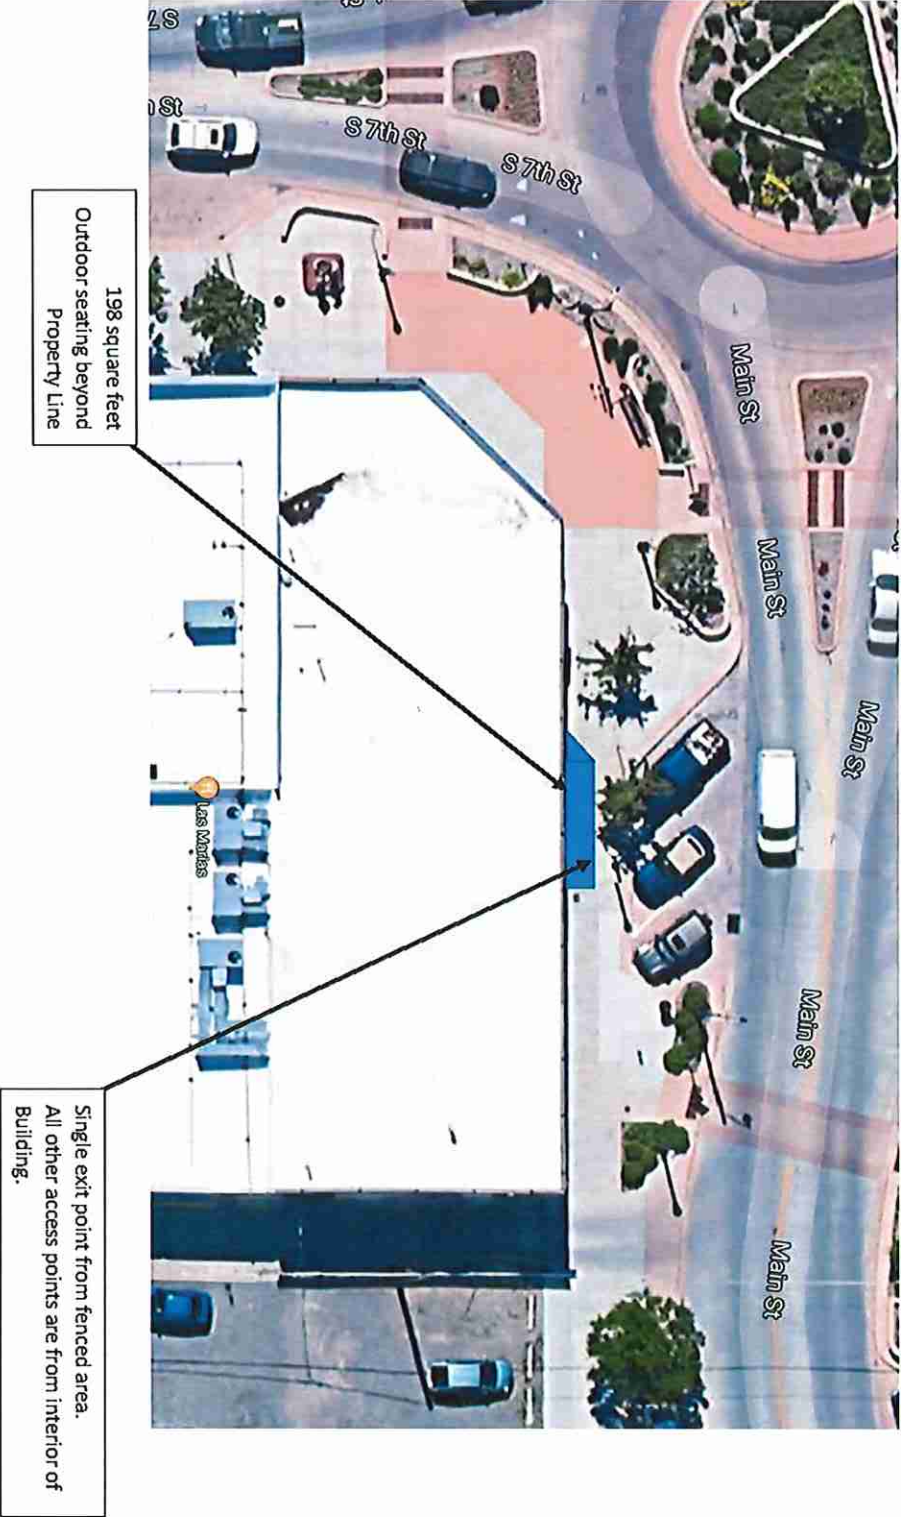 S 7th St
S 7th St
Main St
Main St
Main St
Main St
Main St
Las Marias
198 square feet
Outdoor seating beyond
Property Line
Single exit point from fenced area.
All other access points are from interior of
Building.